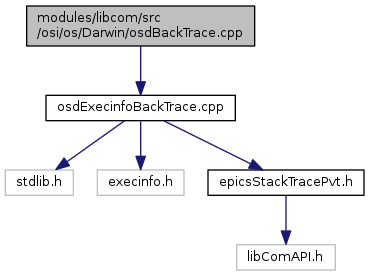 modules/libcom/src
/osi/os/Darwin/osdBackTrace.cpp
osdExecinfoBackTrace.cpp
stdlib.h
execinfo.h
epicsStackTracePvt.h
libComAPI.h